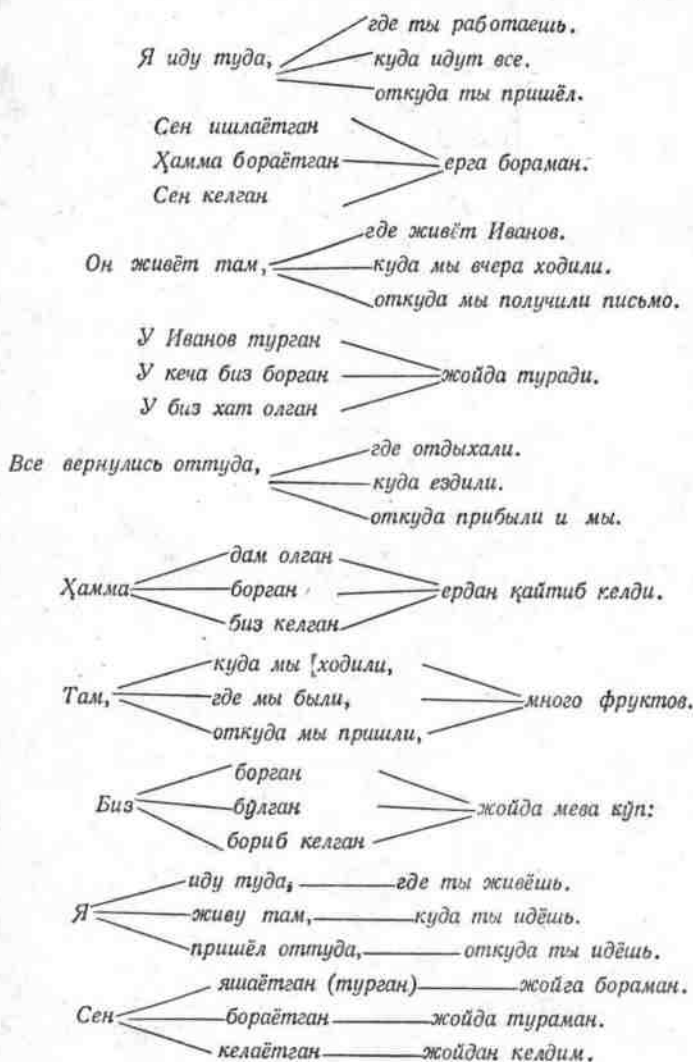 где ты работаешь.
Я иду туда, куда идут все.
откуда ты пришёл.
Сен ишлаётган
Ҳамма бораётган ерга бораман.
Сен келган
где живёт Иванов.
Он живёт там, куда мы вчера ходили.
откуда мы получили письмо.
У Иванов турган
У кеча биз борган жойда туради.
У биз хат олган
где отдыхали.
Все вернулись оттуда, куда ездили.
откуда прибыли и мы.
дам олган
Ҳамма борган ердан қайтиб келди.
биз келган
куда мы [ходили,
Там, где мы были, много фруктов.
откуда мы пришли,
борган
Биз бўлган жойда мева кўп:
бориб келган
иду туда, где ты живёшь.
Я живу там, куда ты идёшь.
пришёл оттуда, откуда ты идёшь.
яшаётган (турган) жойга бораман.
Сен бораётган жойда тураман.
келаётган жойдан келдим.